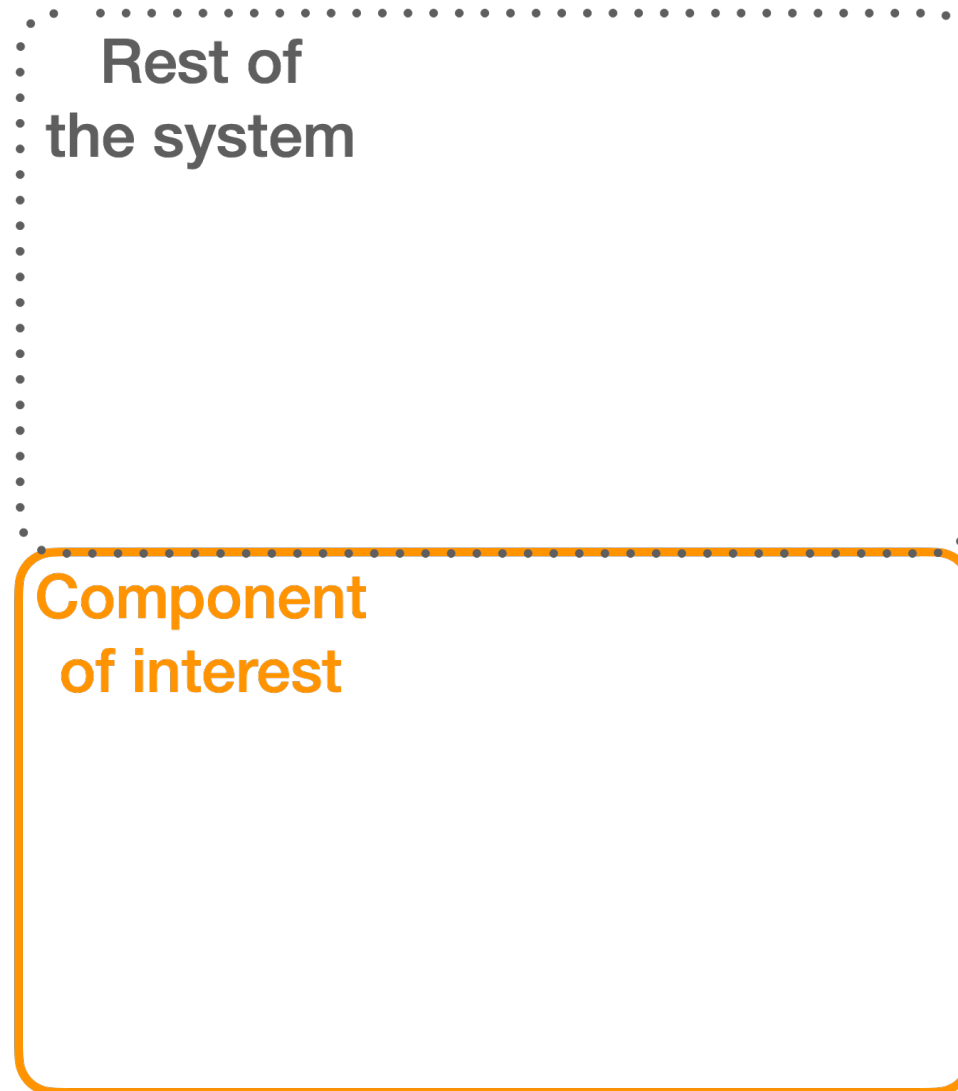 Rest of
the system
Component
of interest